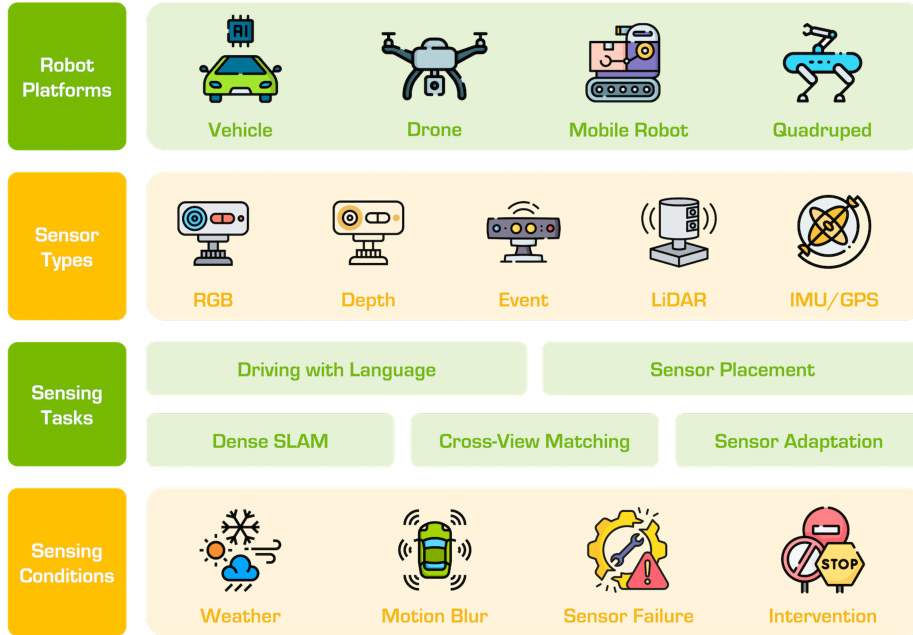 Robot
Platforms
AI
Vehicle
Drone
Mobile Robot
Quadruped
Sensor
Types
RGB
Depth
Event
LiDAR
IMU/GPS
Sensing
Tasks
Driving with Language
Sensor Placement
Dense SLAM
Cross-View Matching
Sensor Adaptation
Sensing
Conditions
STOP
Weather
Motion Blur
Sensor Failure
Intervention